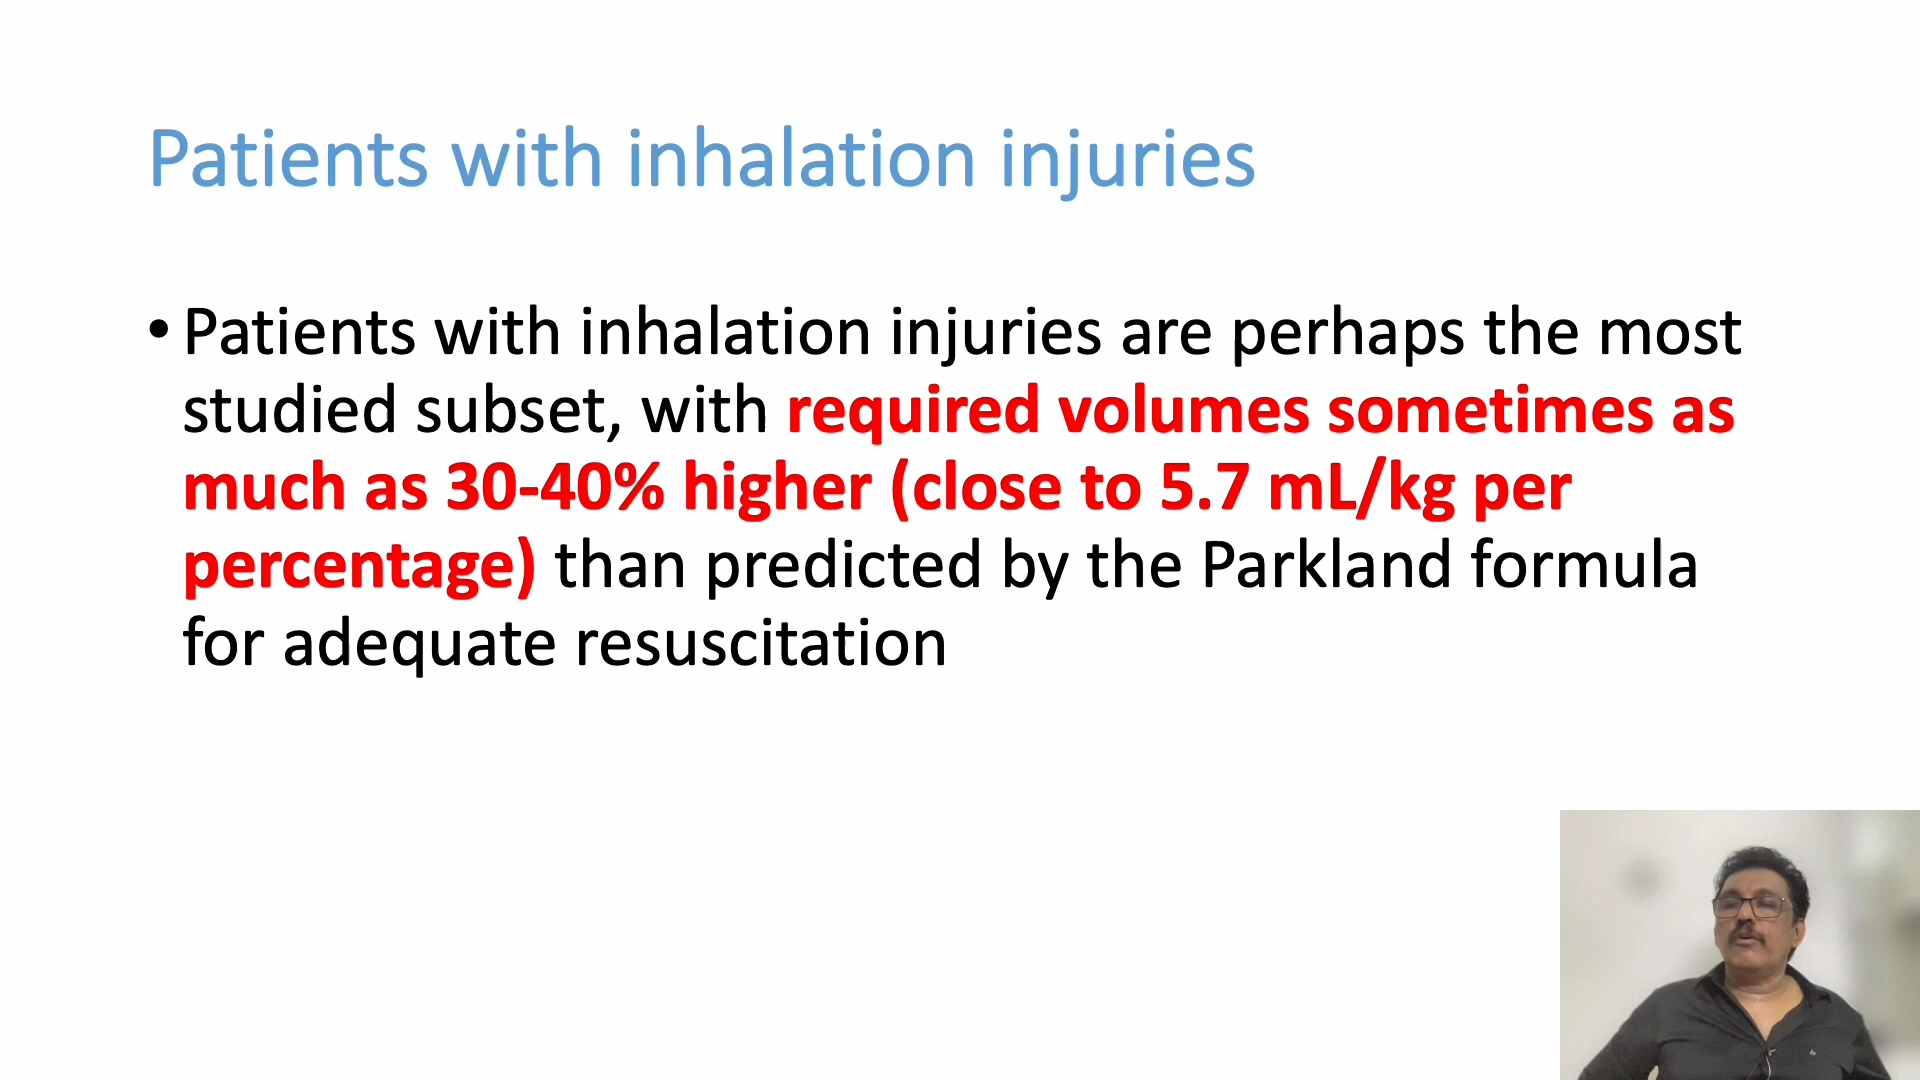 Patients with inhalation injuries
• Patients with inhalation injuries are perhaps the most
studied subset, with required volumes sometimes as
much as 30-40% higher (close to 5.7 mL/kg per
percentage) than predicted by the Parkland formula
for adequate resuscitation